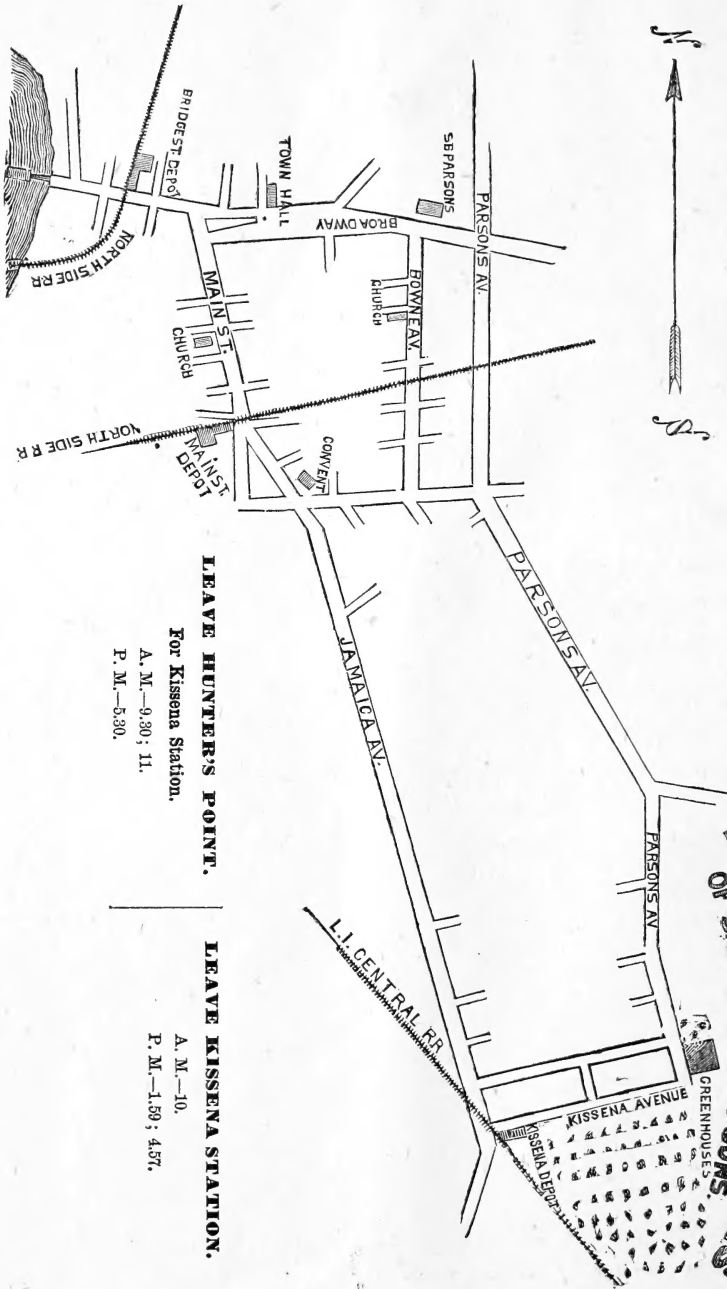 N
S
BRIDGE ST. DEPOT
TOWN HALL
S B PARSONS
PARSONS AV.
BROADWAY
NORTH SIDE RR
MAIN ST.
CHURCH
BOWNE AV.
CHURCH
NORTH SIDE R R
MAIN ST.
DEPOT
CONVENT
PARSONS AV.
JAMAICA AV.
PARSONS AV
L.I. CENTRAL RR
KISSENA AVENUE
KISSENA DEPOT
GREENHOUSES
OF
SONS.
LEAVE HUNTER'S POINT.
For Kissena Station.
A. M.—9.30; 11.
P. M.—5.30.
LEAVE KISSENA STATION.
A. M.—10.
P. M.—1.59; 4.57.